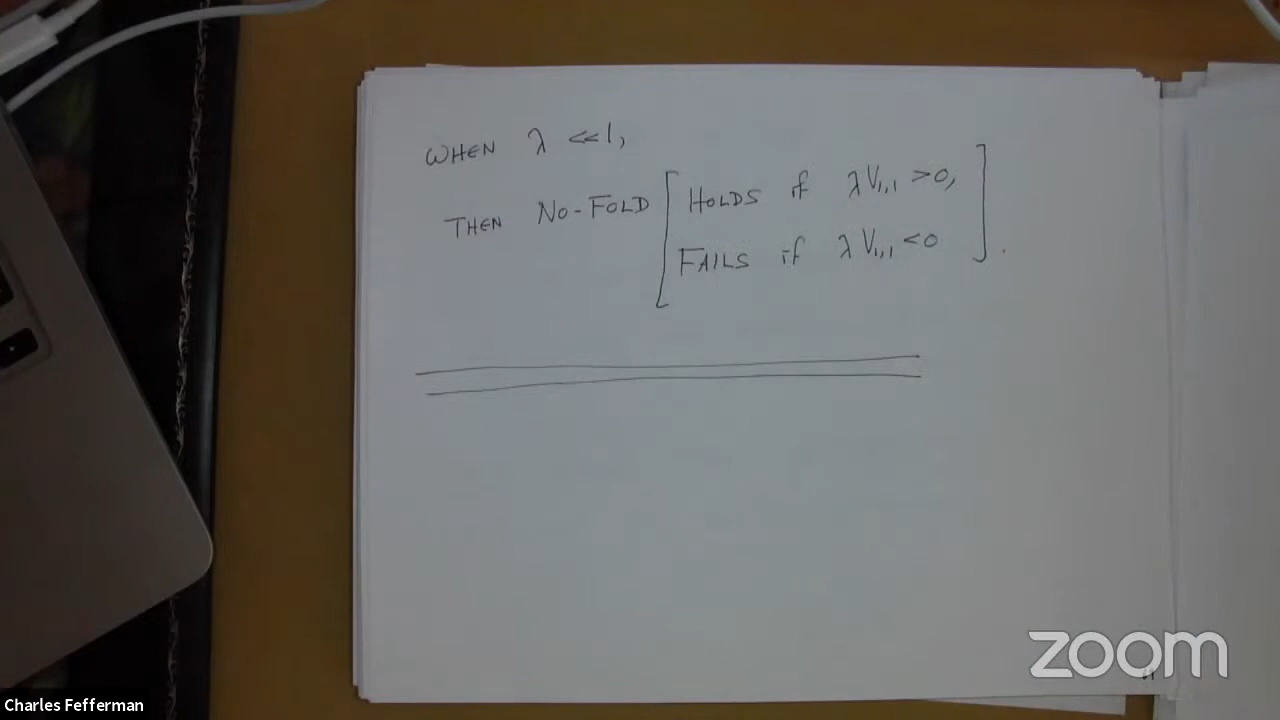 WHEN λ <<1,
THEN NO-FOLD [ HOLDS if λV₁,₁ >0,
FAILS if λV₁,₁ <0 ].
zoom
Charles Fefferman